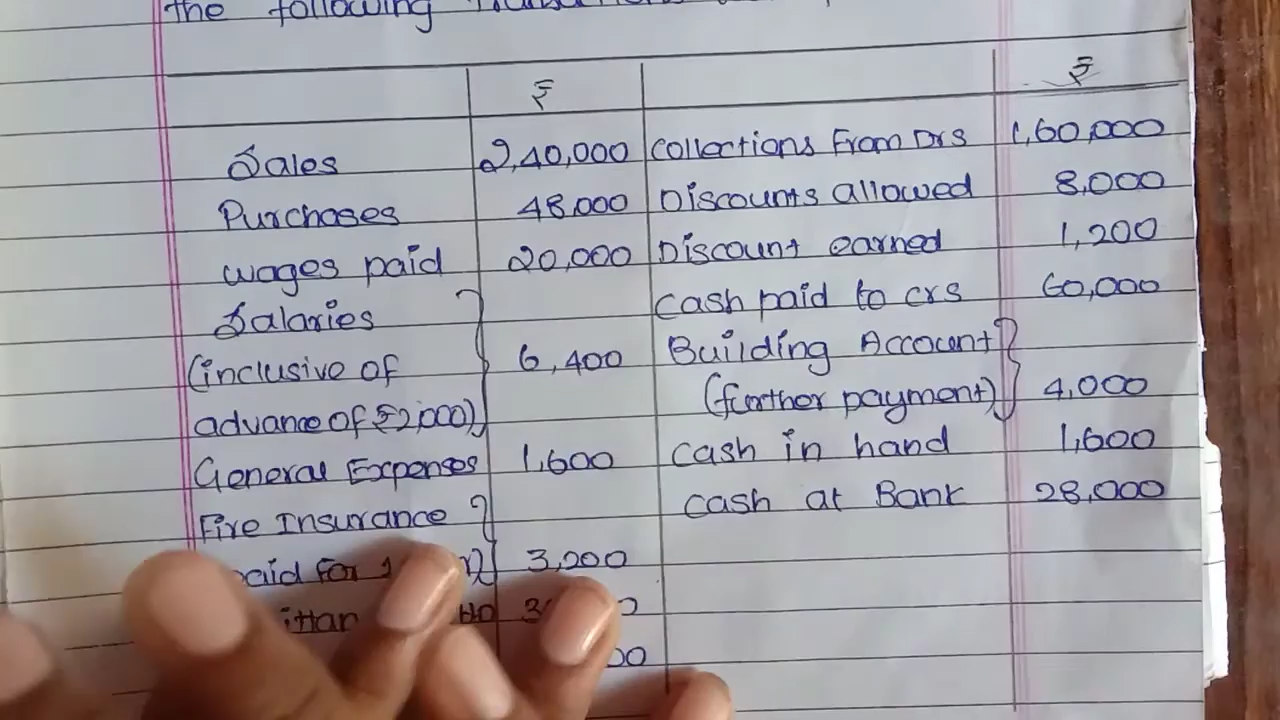 the following
₹ ₹
Sales 2,40,000 Collections From Drs 1,60,000
Purchases 48,000 Discounts allowed 8,000
wages paid 20,000 Discount earned 1,200
Salaries Cash paid to crs 60,000
(inclusive of 6,400 Building Account
advance of ₹2,000) (further payment) 4,000
General Expenses 1,600 Cash in hand 1,600
Fire Insurance Cash at Bank 28,000
paid for 3,200